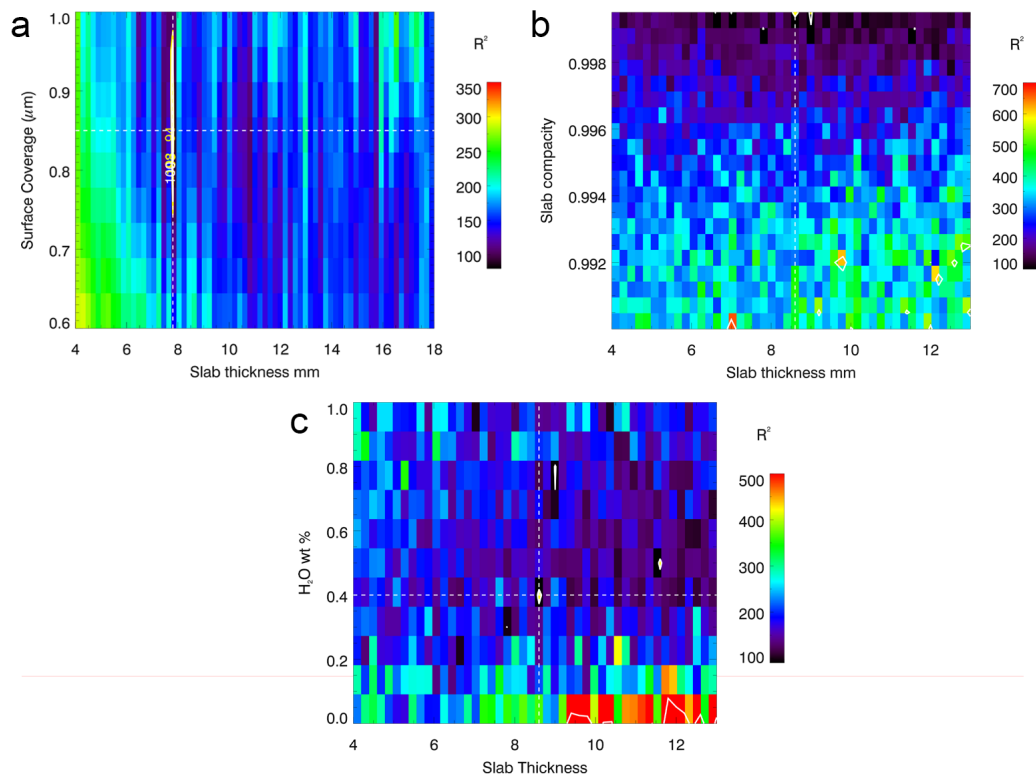 a
R²
Surface Coverage (μm)
1.0
0.9
0.8
0.7
0.6
4 6 8 10 12 14 16 18
Slab thickness mm
350
300
250
200
150
100
b
R²
Slab compacity
0.998
0.996
0.994
0.992
4 6 8 10 12
Slab thickness mm
700
600
500
400
300
200
100
c
R²
H₂O wt %
1.0
0.8
0.6
0.4
0.2
0.0
4 6 8 10 12
Slab Thickness
500
400
300
200
100